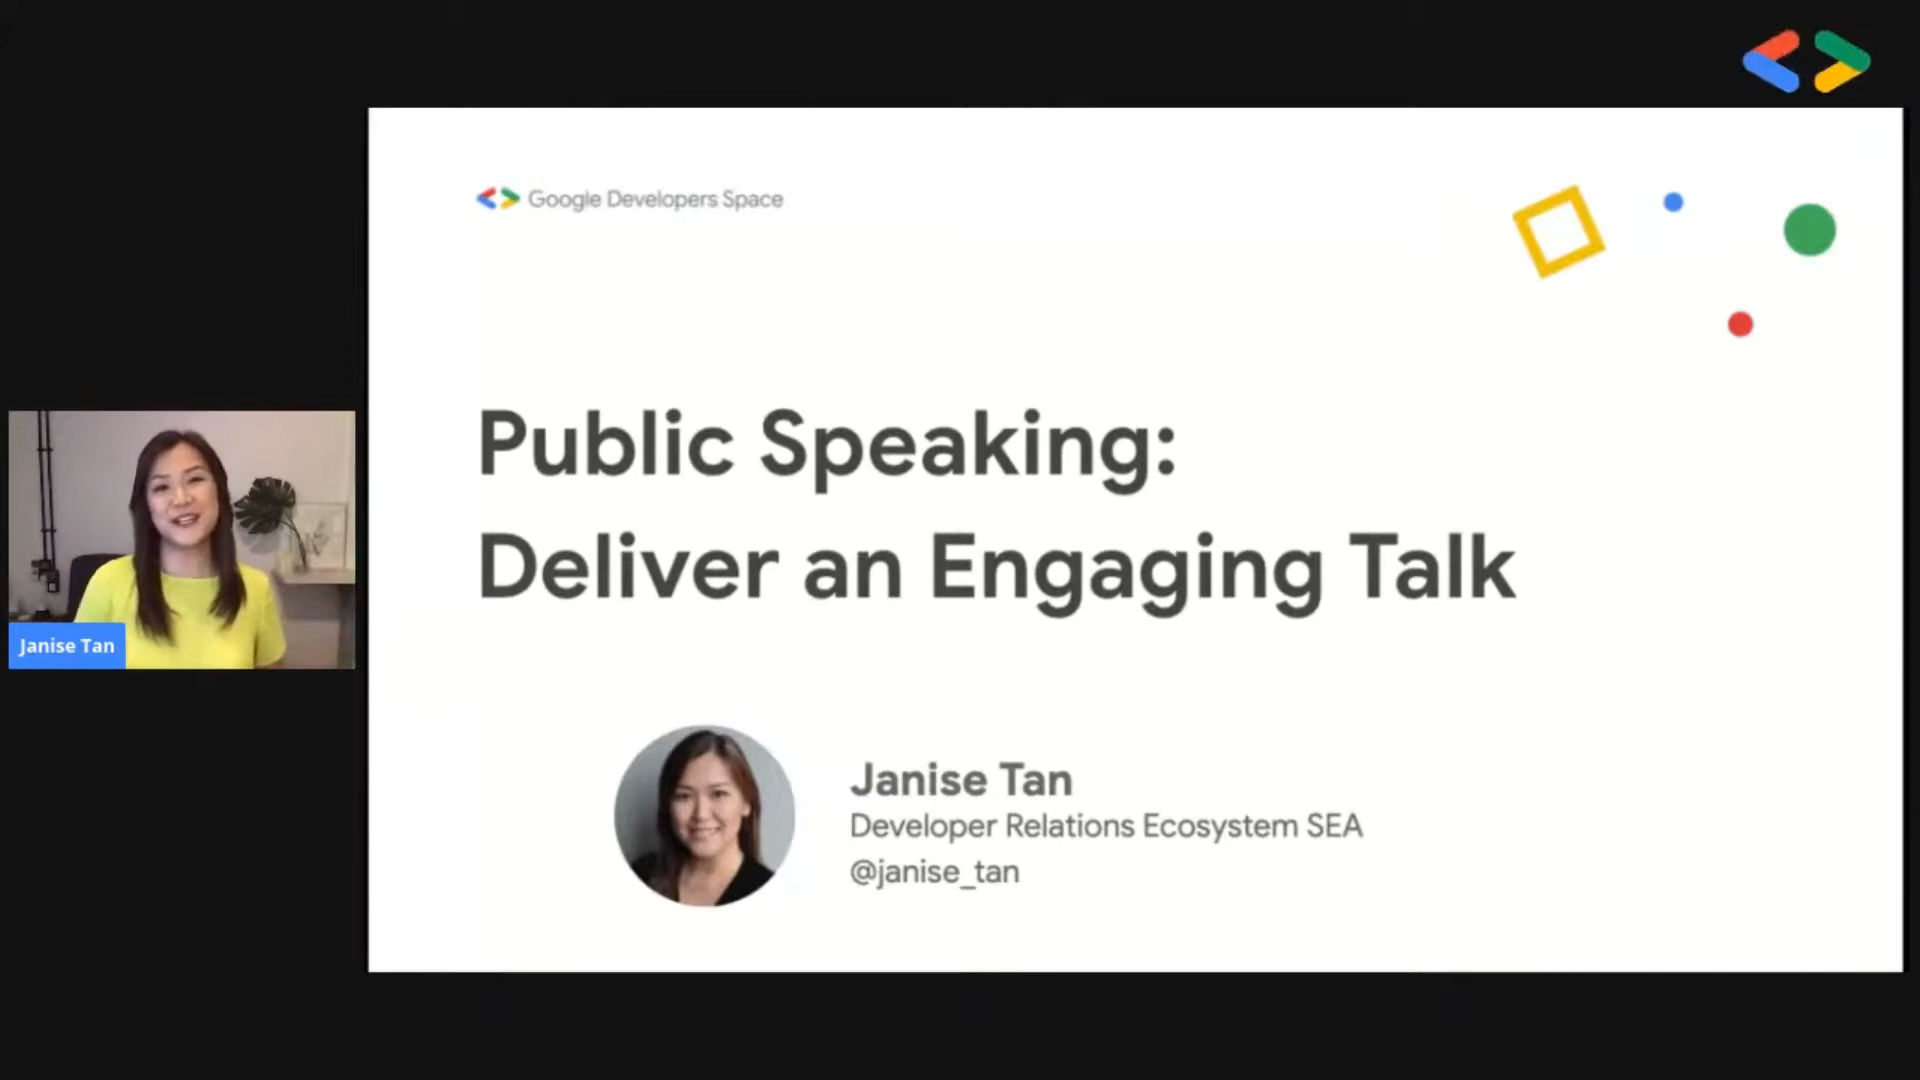 Google Developers Space
Public Speaking:
Deliver an Engaging Talk
Janise Tan
Janise Tan
Developer Relations Ecosystem SEA
@janise_tan